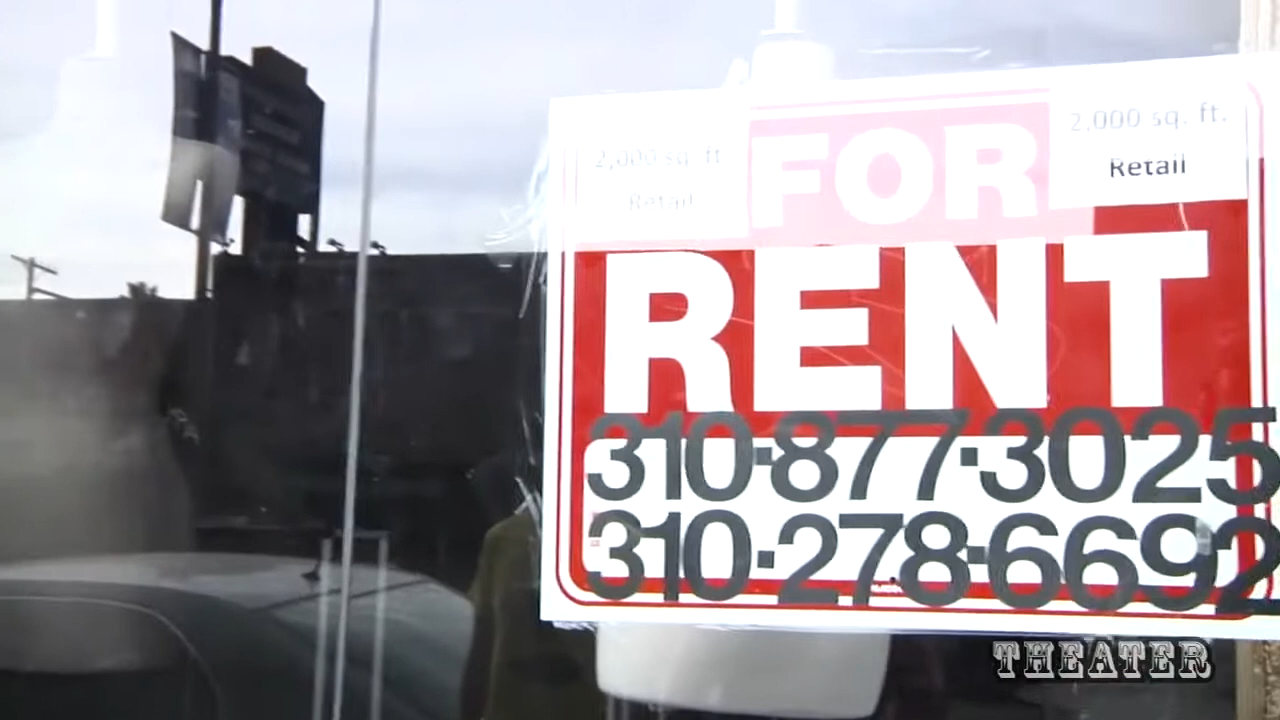 2,000 sq. ft.
Retail
FOR
2,000 sq. ft.
Retail
RENT
310·877·3025
310·278·6692
THEATER